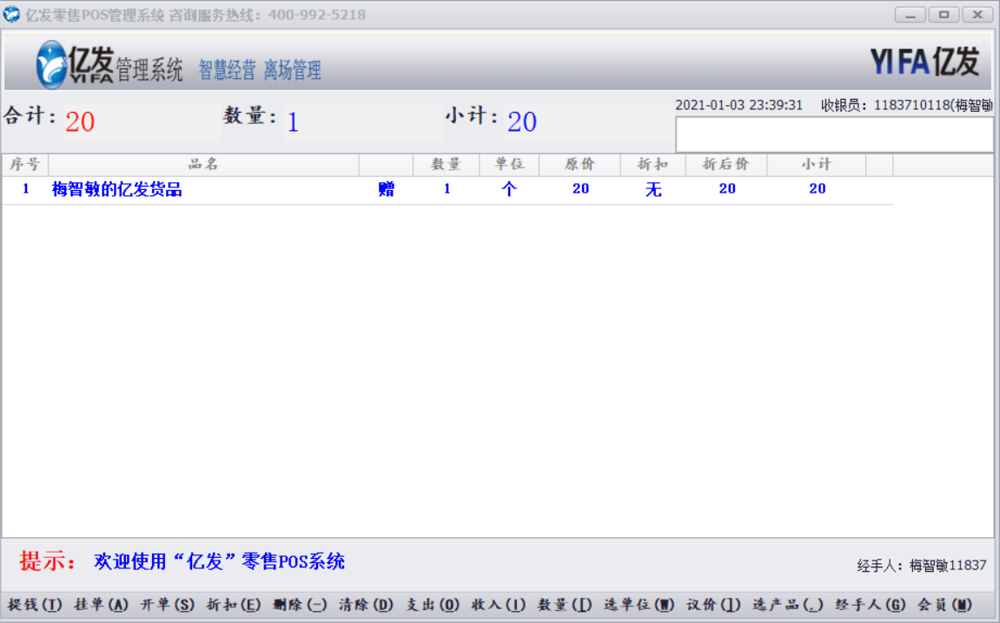 亿发零售POS管理系统 咨询服务热线：400-992-5218
亿发 YIFA 管理系统 智慧经营 离场管理 YIFA亿发
合计：20 数量：1 小计：20 2021-01-03 23:39:31 收银员：1183710118(梅智敏
序号 品名 数量 单位 原价 折扣 折后价 小计
1 梅智敏的亿发货品 赠 1 个 20 无 20 20
提示： 欢迎使用“亿发”零售POS系统
经手人：梅智敏11837
提钱(T) 挂单(A) 开单(S) 折扣(E) 删除(-) 清除(D) 支出(O) 收入(I) 数量([) 选单位(W) 议价(]) 选产品(.) 经手人(G) 会员(M)